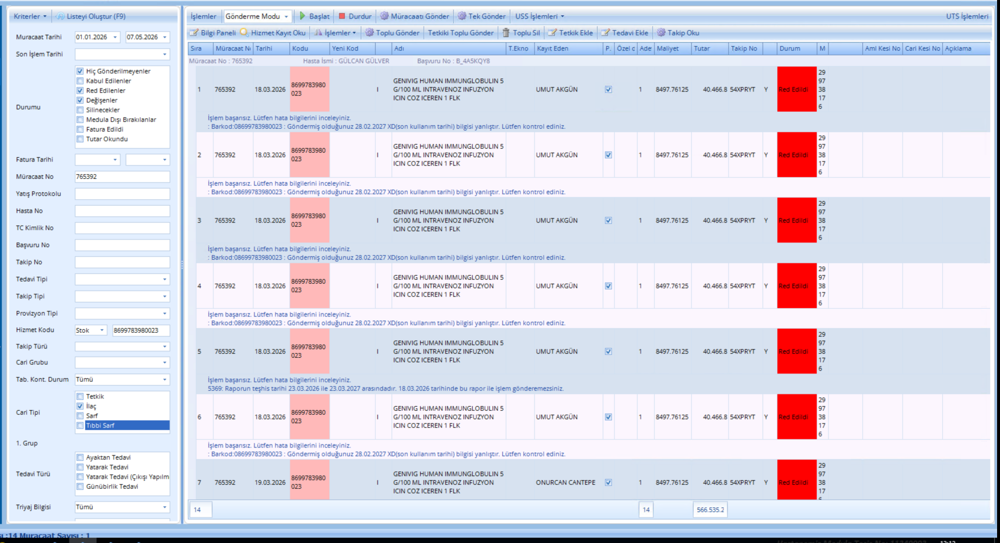 Kriterler Listeyi Oluştur (F9)
Muracaat Tarihi 01.01.2026 07.05.2026
Son İşlem Tarihi
Durumu
Hiç Gönderilmeyenler
Kabul Edilenler
Red Edilenler
Değişenler
Silinecekler
Medula Dışı Bırakılanlar
Fatura Edildi
Tutar Okundu
Fatura Tarihi
Müracaat No 765392
Yatış Protokolu
Hasta No
TC Kimlik No
Başvuru No
Takip No
Tedavi Tipi
Takip Tipi
Provizyon Tipi
Hizmet Kodu Stok 8699783980023
Takip Türü
Cari Grubu
Tab. Kont. Durum Tümü
Cari Tipi
Tetkik
İlaç
Sarf
Tıbbi Sarf
1. Grup
Tedavi Türü
Ayaktan Tedavi
Yatarak Tedavi
Yatarak Tedavi (Çıkışı Yapılm
Günübirlik Tedavi
Triyaj Bilgisi Tümü
İşlemler Gönderme Modu Başlat Durdur Müracaatı Gönder Tek Gönder USS İşlemleri UTS İşlemleri
Bilgi Paneli Hizmet Kayıt Oku İşlemler Toplu Gönder Tetkiki Toplu Gönder Toplu Sil Tetkik Ekle Tedavi Ekle Takip Oku
Sıra Müracaat No Tarihi Kodu Yeni Kod Adı T.Ekno Kayıt Eden P. Özel c Ade Maliyet Tutar Takip No Durum M Aml Kesi No Cari Kesi No Açıklama
Müracaat No : 765392 Hasta İsmi : GÜLCAN GÜLVER Başvuru No : B_4A5KQY8
1 765392 18.03.2026 8699783980 023 I GENIVIG HUMAN IMMUNGLOBULIN 5 G/100 ML INTRAVENOZ INFUZYON ICIN COZ ICEREN 1 FLK UMUT AKGÜN 1 8497.76125 40.466.8 54XPRYT Y Red Edildi 29 97 38 17 6
İşlem başarısız. Lütfen hata bilgilerini inceleyiniz.
: Barkod:08699783980023 : Göndermiş olduğunuz 28.02.2027 XD(son kullanım tarihi) bilgisi yanlıştır. Lütfen kontrol ediniz.
2 765392 18.03.2026 8699783980 023 I GENIVIG HUMAN IMMUNGLOBULIN 5 G/100 ML INTRAVENOZ INFUZYON ICIN COZ ICEREN 1 FLK UMUT AKGÜN 1 8497.76125 40.466.8 54XPRYT Y Red Edildi 29 97 38 17 6
İşlem başarısız. Lütfen hata bilgilerini inceleyiniz.
: Barkod:08699783980023 : Göndermiş olduğunuz 28.02.2027 XD(son kullanım tarihi) bilgisi yanlıştır. Lütfen kontrol ediniz.
3 765392 18.03.2026 8699783980 023 I GENIVIG HUMAN IMMUNGLOBULIN 5 G/100 ML INTRAVENOZ INFUZYON ICIN COZ ICEREN 1 FLK UMUT AKGÜN 1 8497.76125 40.466.8 54XPRYT Y Red Edildi 29 97 38 17 6
İşlem başarısız. Lütfen hata bilgilerini inceleyiniz.
: Barkod:08699783980023 : Göndermiş olduğunuz 28.02.2027 XD(son kullanım tarihi) bilgisi yanlıştır. Lütfen kontrol ediniz.
4 765392 18.03.2026 8699783980 023 I GENIVIG HUMAN IMMUNGLOBULIN 5 G/100 ML INTRAVENOZ INFUZYON ICIN COZ ICEREN 1 FLK UMUT AKGÜN 1 8497.76125 40.466.8 54XPRYT Y Red Edildi 29 97 38 17 6
İşlem başarısız. Lütfen hata bilgilerini inceleyiniz.
: Barkod:08699783980023 : Göndermiş olduğunuz 28.02.2027 XD(son kullanım tarihi) bilgisi yanlıştır. Lütfen kontrol ediniz.
5 765392 18.03.2026 8699783980 023 I GENIVIG HUMAN IMMUNGLOBULIN 5 G/100 ML INTRAVENOZ INFUZYON ICIN COZ ICEREN 1 FLK UMUT AKGÜN 1 8497.76125 40.466.8 54XPRYT Y Red Edildi 29 97 38 17 6
İşlem başarısız. Lütfen hata bilgilerini inceleyiniz.
5369: Raporun teşhis tarihi 23.03.2026 ile 23.03.2027 arasındadır. 18.03.2026 tarihinde bu rapor ile işlem gönderemezsiniz.
6 765392 18.03.2026 8699783980 023 I GENIVIG HUMAN IMMUNGLOBULIN 5 G/100 ML INTRAVENOZ INFUZYON ICIN COZ ICEREN 1 FLK UMUT AKGÜN 1 8497.76125 40.466.8 54XPRYT Y Red Edildi 29 97 38 17 6
İşlem başarısız. Lütfen hata bilgilerini inceleyiniz.
: Barkod:08699783980023 : Göndermiş olduğunuz 28.02.2027 XD(son kullanım tarihi) bilgisi yanlıştır. Lütfen kontrol ediniz.
7 765392 19.03.2026 8699783980 023 I GENIVIG HUMAN IMMUNGLOBULIN 5 G/100 ML INTRAVENOZ INFUZYON ICIN COZ ICEREN 1 FLK ONURCAN CANTEPE 1 8497.76125 40.466.8 54XPRYT Y Red Edildi 29 97 38 17
14 14 566.535.2
:14 Muracaat Sayısı : 1